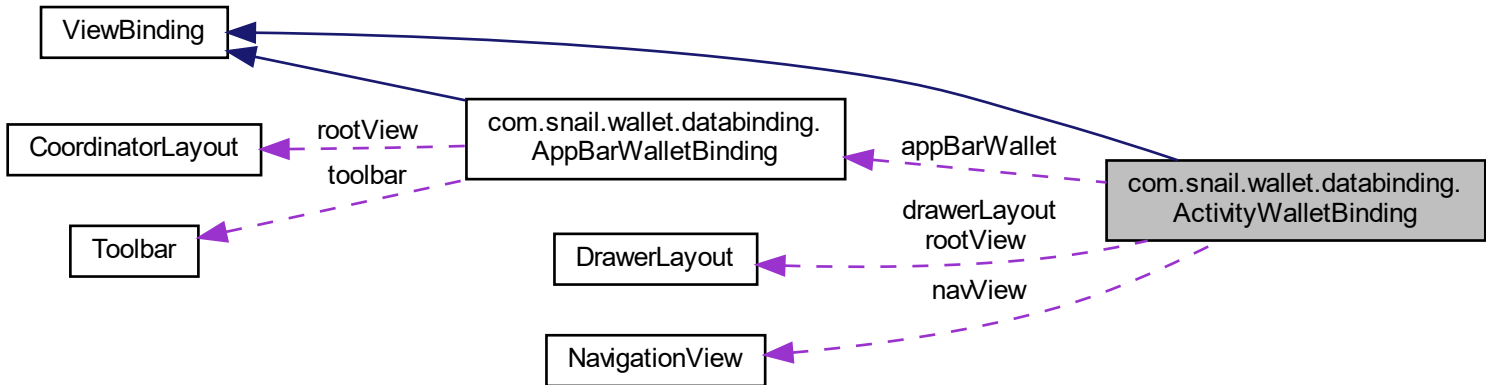 ViewBinding
com.snail.wallet.databinding.
AppBarWalletBinding
CoordinatorLayout
rootView
toolbar
Toolbar
appBarWallet
com.snail.wallet.databinding.
ActivityWalletBinding
drawerLayout
rootView
DrawerLayout
navView
NavigationView